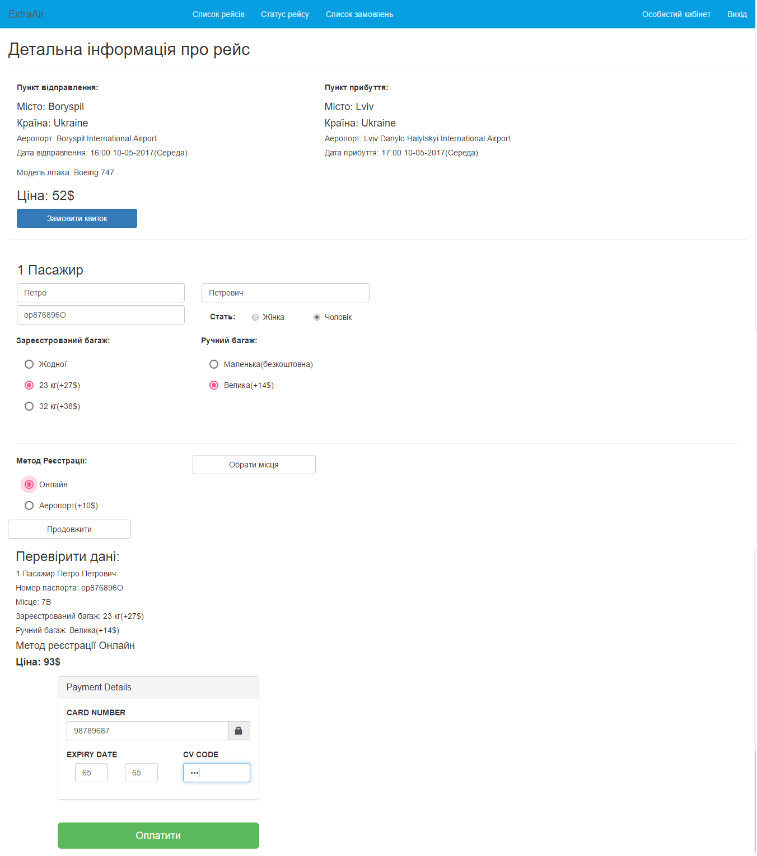 ExtraAir Список рейсів Статус рейсу Список замовлень Особистий кабінет Вихід
Детальна інформація про рейс
Пункт відправлення: Пункт прибуття:
Місто: Boryspil Місто: Lviv
Країна: Ukraine Країна: Ukraine
Аеропорт: Boryspil International Airport Аеропорт: Lviv Danylo Halytskyi International Airport
Дата відправлення: 16:00 10-05-2017(Середа) Дата прибуття: 17:00 10-05-2017(Середа)
Модель літака: Boeing 747
Ціна: 52$
Замовити квиток
1 Пасажир
Петро Петрович
ор876896О Стать: Жінка Чоловік
Зареєстрований багаж: Ручний багаж:
Жодної Маленька(безкоштовна)
23 кг(+27$) Велика(+14$)
32 кг(+38$)
Метод Реєстрації: Обрати місця
Онлайн
Аеропорт(+10$)
Продовжити
Перевірити дані:
1 Пасажир Петро Петрович
Номер паспорта: ор876896О
Місце: 7B
Зареєстрований багаж: 23 кг(+27$)
Ручний багаж: Велика(+14$)
Метод реєстрації Онлайн
Ціна: 93$
Payment Details
CARD NUMBER
98789687
EXPIRY DATE CV CODE
65 65 •••
Оплатити